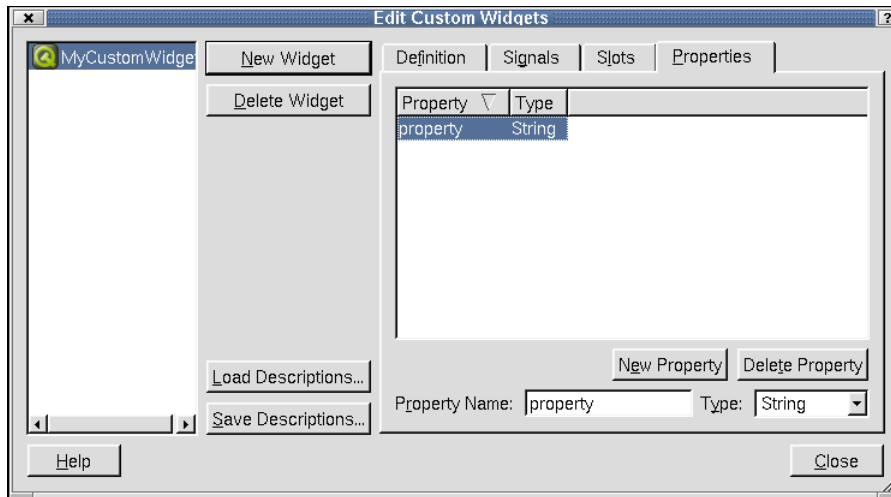 Edit Custom Widgets
MyCustomWidge
New Widget
Delete Widget
Load Descriptions...
Save Descriptions...
Definition Signals Slots Properties
Property Type
property String
New Property Delete Property
Property Name: property Type: String
Help Close